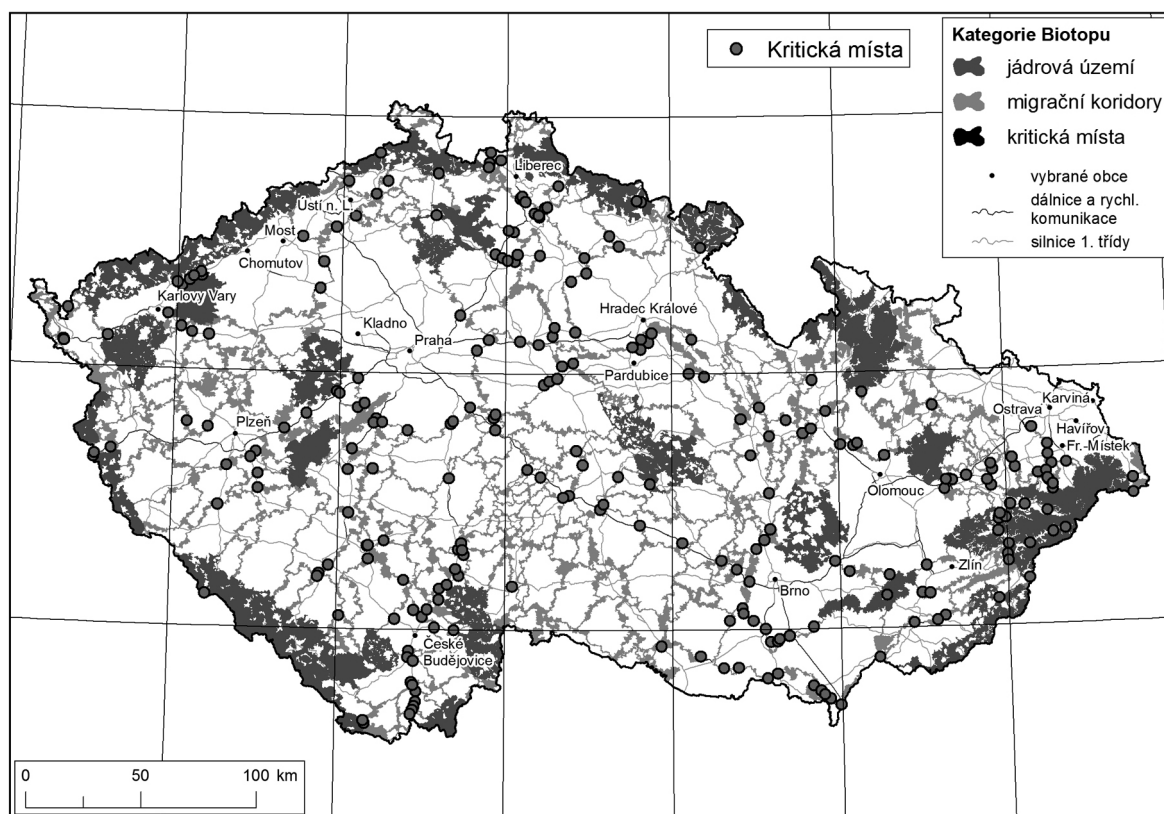 Kritická místa
Kategorie Biotopu
jádrová území
migrační koridory
kritická místa
vybrané obce
dálnice a rychl.
komunikace
silnice 1. třídy
Liberec
Ústí n. L.
Most
Chomutov
Karlovy Vary
Kladno
Praha
Hradec Králové
Pardubice
Plzeň
Karviná
Ostrava
Havířov
Fr.-Místek
Olomouc
Zlín
Brno
České
Budějovice
0 50 100 km